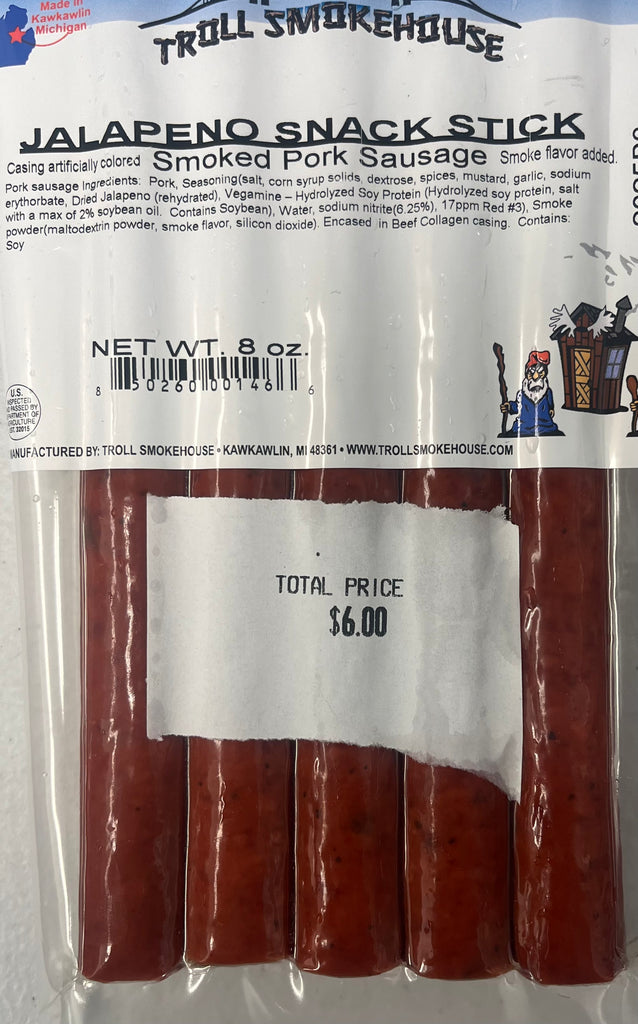 Made in
Kawkawlin
Michigan
TROLL SMOKEHOUSE
JALAPENO SNACK STICK
Casing artificially colored Smoked Pork Sausage Smoke flavor added.
Pork sausage Ingredients: Pork, Seasoning(salt, corn syrup solids, dextrose, spices, mustard, garlic, sodium
erythorbate, Dried Jalapeno (rehydrated), Vegamine – Hydrolyzed Soy Protein (Hydrolyzed soy protein, salt
with a max of 2% soybean oil. Contains Soybean), Water, sodium nitrite(6.25%), 17ppm Red #3), Smoke
powder(maltodextrin powder, smoke flavor, silicon dioxide). Encased in Beef Collagen casing. Contains:
Soy
NET WT. 8 oz.
8 50260 00146 6
U.S.
INSPECTED
PASSED BY
EST. 32015
MANUFACTURED BY: TROLL SMOKEHOUSE • KAWKAWLIN, MI 48361 • WWW.TROLLSMOKEHOUSE.COM
TOTAL PRICE
$6.00